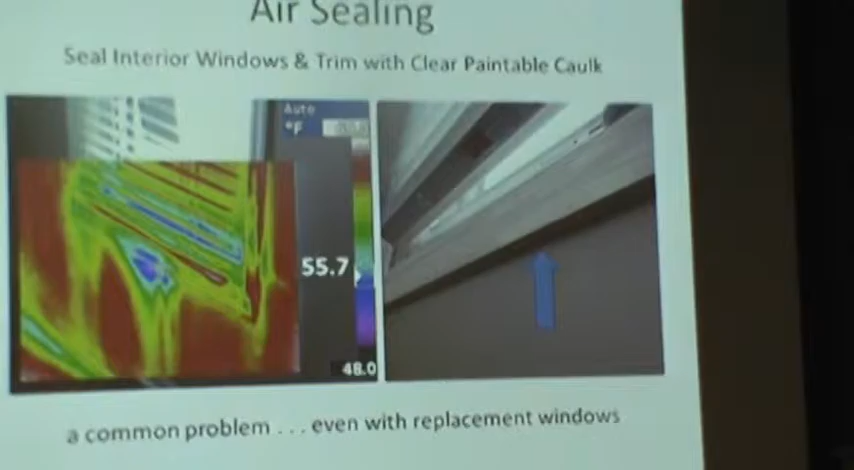 Air Sealing
Seal Interior Windows & Trim with Clear Paintable Caulk
Auto
°F
55.7
48.0
a common problem . . . even with replacement windows